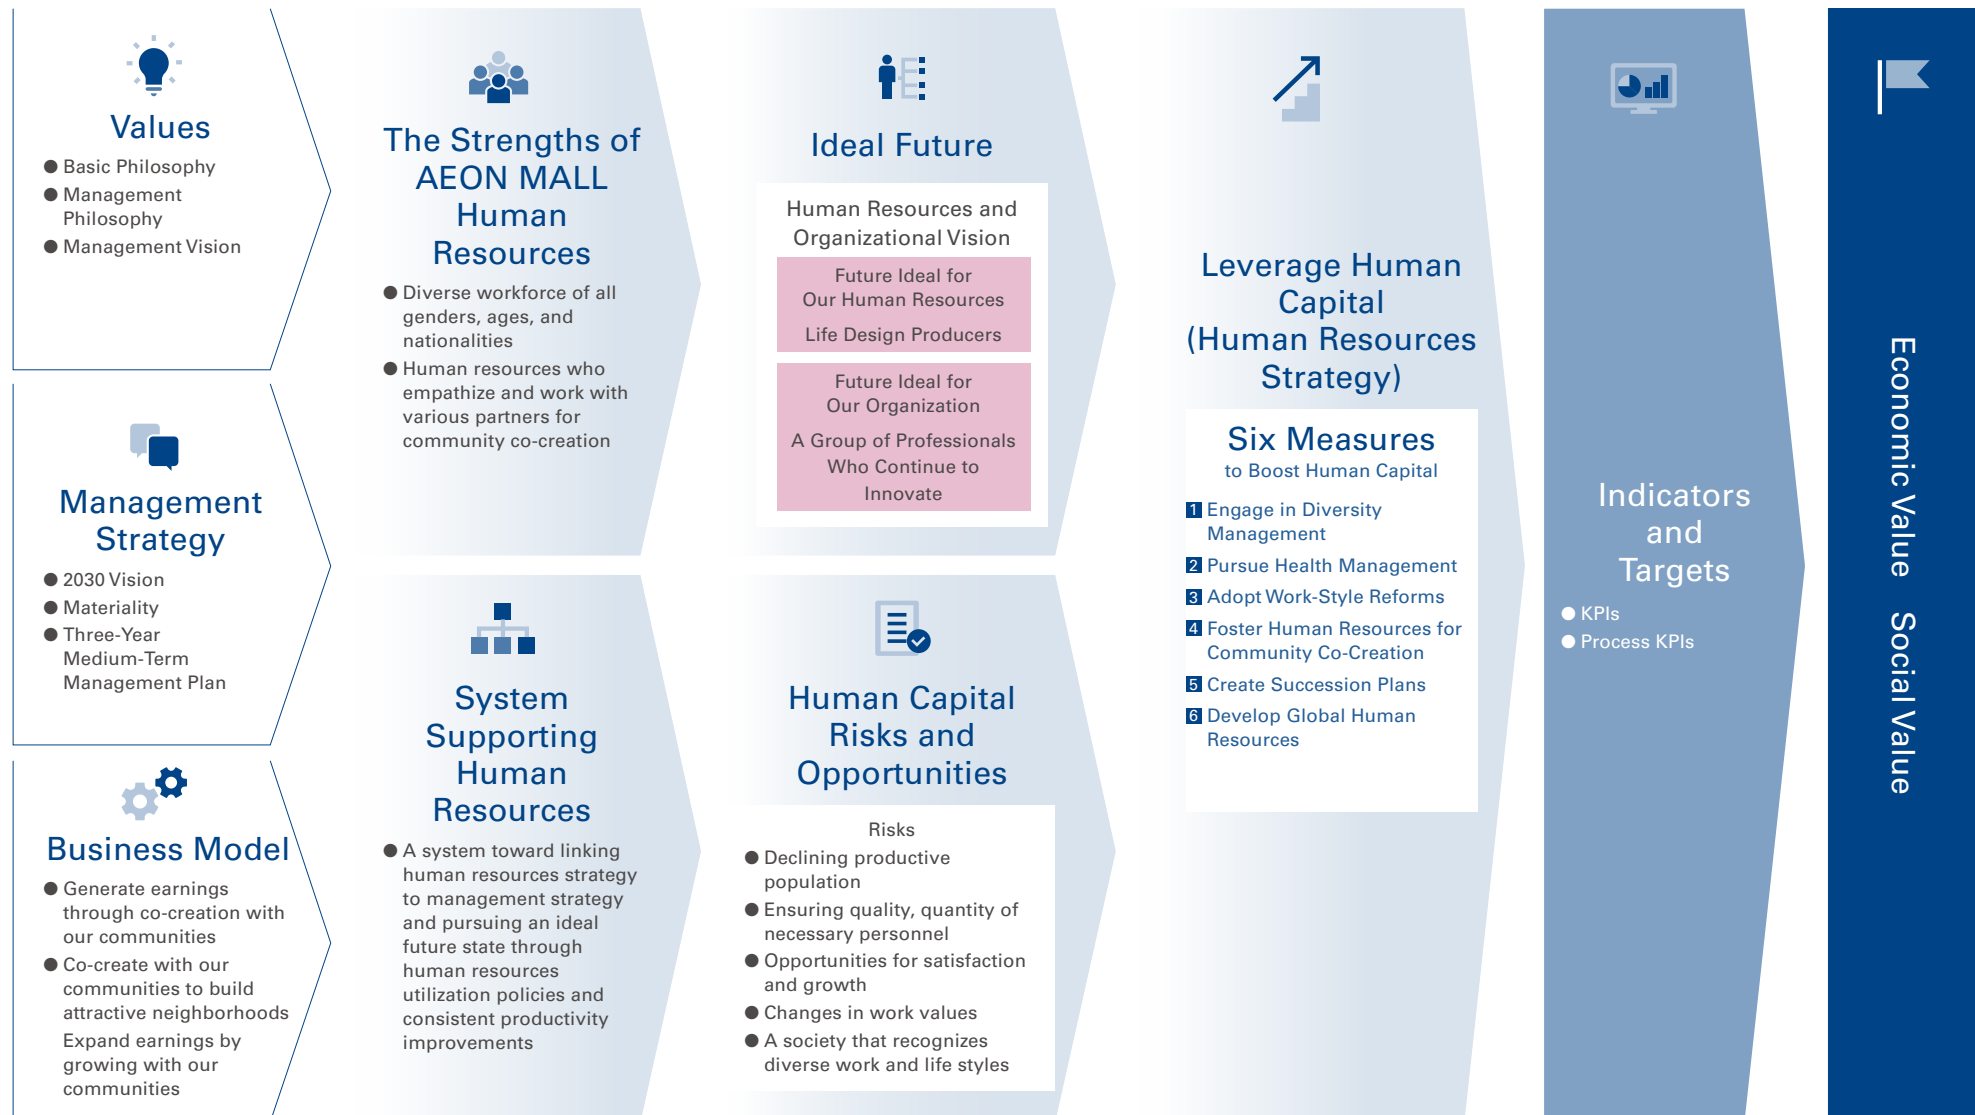 Values
● Basic Philosophy
● Management
Philosophy
● Management Vision
Management
Strategy
● 2030 Vision
● Materiality
● Three-Year
Medium-Term
Management Plan
Business Model
● Generate earnings
through co-creation with
our communities
● Co-create with our
communities to build
attractive neighborhoods
Expand earnings by
growing with our
communities
The Strengths of
AEON MALL
Human
Resources
● Diverse workforce of all
genders, ages, and
nationalities
● Human resources who
empathize and work with
various partners for
community co-creation
System
Supporting
Human
Resources
● A system toward linking
human resources strategy
to management strategy
and pursuing an ideal
future state through
human resources
utilization policies and
consistent productivity
improvements
Ideal Future
Human Resources and
Organizational Vision
Future Ideal for
Our Human Resources
Life Design Producers
Future Ideal for
Our Organization
A Group of Professionals
Who Continue to
Innovate
Human Capital
Risks and
Opportunities
Risks
● Declining productive
population
● Ensuring quality, quantity of
necessary personnel
● Opportunities for satisfaction
and growth
● Changes in work values
● A society that recognizes
diverse work and life styles
Leverage Human
Capital
(Human Resources
Strategy)
Six Measures
to Boost Human Capital
1 Engage in Diversity
Management
2 Pursue Health Management
3 Adopt Work-Style Reforms
4 Foster Human Resources for
Community Co-Creation
5 Create Succession Plans
6 Develop Global Human
Resources
Indicators
and
Targets
● KPIs
● Process KPIs
Economic Value Social Value